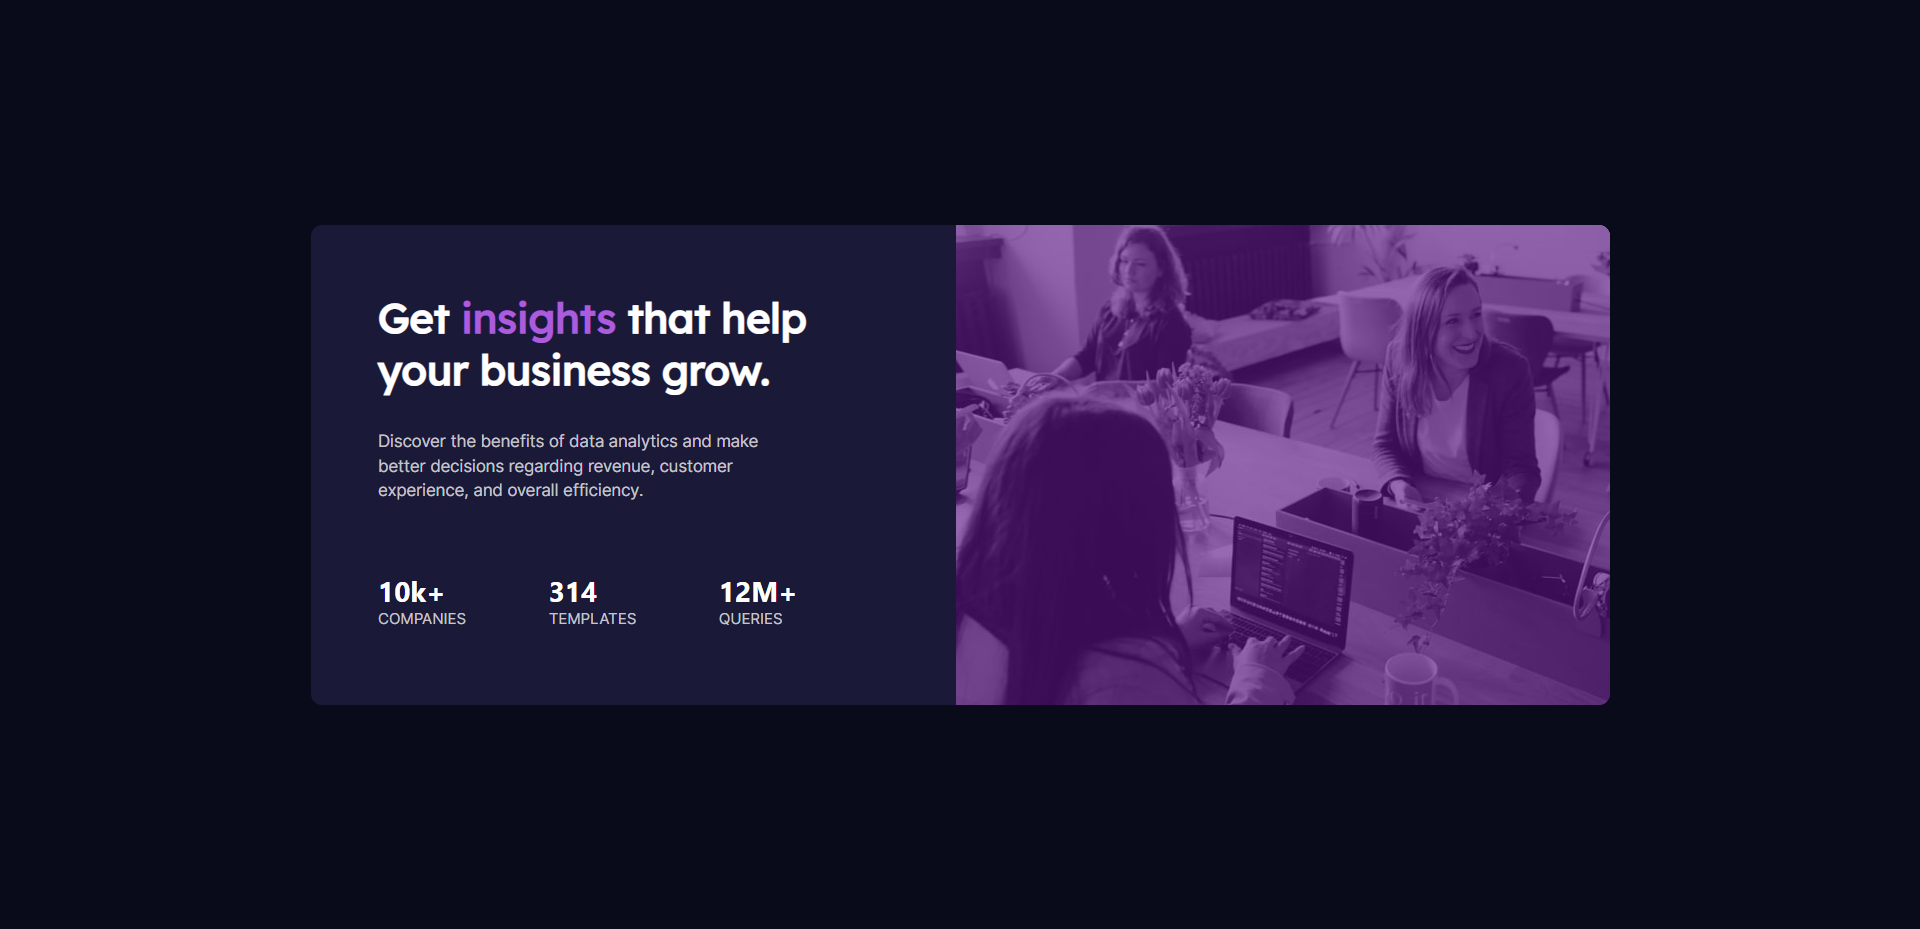 Get insights that help
your business grow.
Discover the benefits of data analytics and make
better decisions regarding revenue, customer
experience, and overall efficiency.
10k+ 314 12M+
COMPANIES TEMPLATES QUERIES